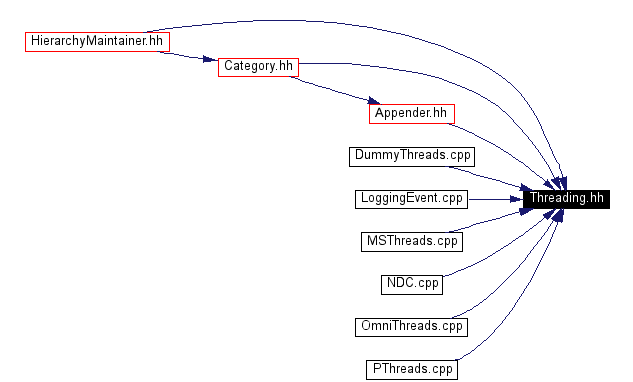 HierarchyMaintainer.hh
Category.hh
Appender.hh
DummyThreads.cpp
LoggingEvent.cpp
Threading.hh
MSThreads.cpp
NDC.cpp
OmniThreads.cpp
PThreads.cpp